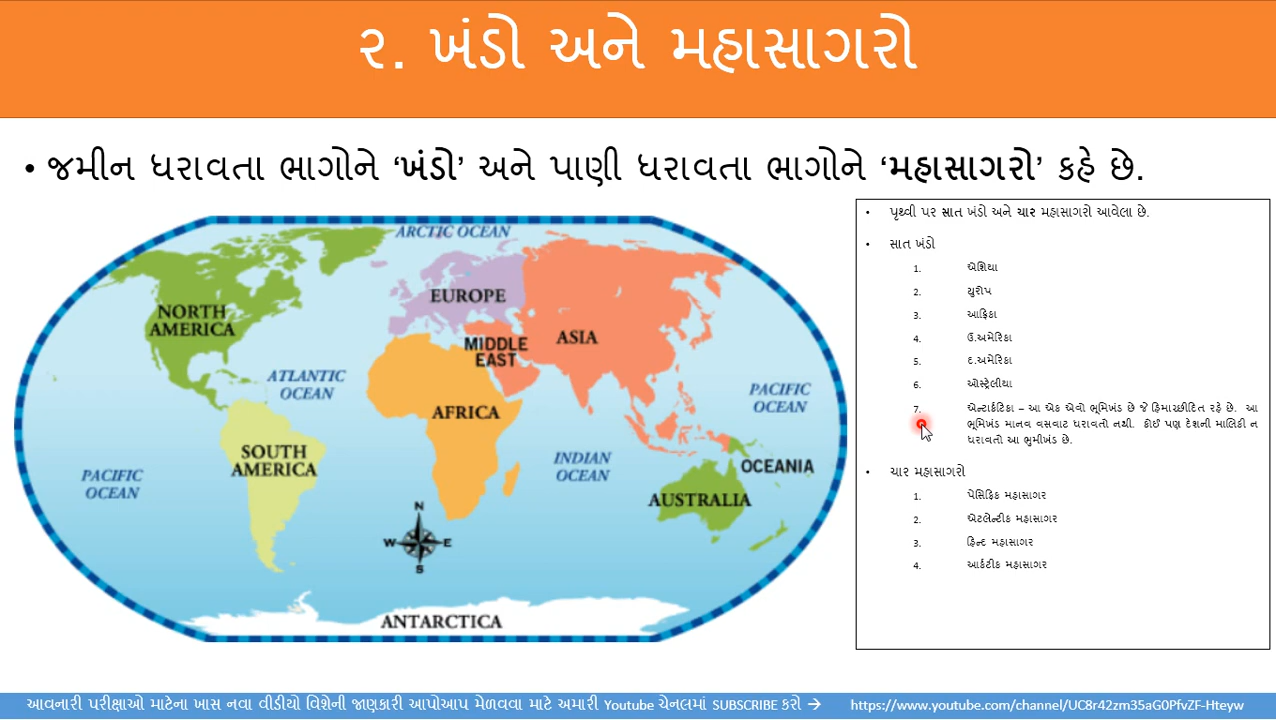 ૨. ખંડો અને મહાસાગરો
• જમીન ધરાવતા ભાગોને ‘ખંડો’ અને પાણી ધરાવતા ભાગોને ‘મહાસાગરો’ કહે છે.
ARCTIC OCEAN
NORTH
AMERICA
EUROPE
ASIA
MIDDLE
EAST
ATLANTIC
OCEAN
PACIFIC
OCEAN
AFRICA
SOUTH
AMERICA
INDIAN
OCEAN
OCEANIA
PACIFIC
OCEAN
AUSTRALIA
N
W E
S
ANTARCTICA
• પૃથ્વી પર સાત ખંડો અને ચાર મહાસાગરો આવેલા છે.
• સાત ખંડો
1. એશિયા
2. યુરોપ
3. આફ્રિકા
4. ઉ.અમેરિકા
5. દ.અમેરિકા
6. ઓસ્ટ્રેલીયા
7. એન્ટાર્કટિકા – આ એક એવો ભૂમિખંડ છે જે હિમાચ્છાદિત રહે છે. આ
ભૂમિખંડ માનવ વસવાટ ધરાવતો નથી. કોઈ પણ દેશની માલિકી ન
ધરાવતો આ ભુમીખંડ છે.
• ચાર મહાસાગરો
1. પેસિફિક મહાસાગર
2. એટલેન્ટીક મહાસાગર
3. હિન્દ મહાસાગર
4. આર્કટીક મહાસાગર
આવનારી પરીક્ષાઓ માટેના ખાસ નવા વીડીયો વિશેની જાણકારી આપોઆપ મેળવવા માટે અમારી Youtube ચેનલમાં SUBSCRIBE કરો → https://www.youtube.com/channel/UC8r42zm35aG0PfvZF-Hteyw